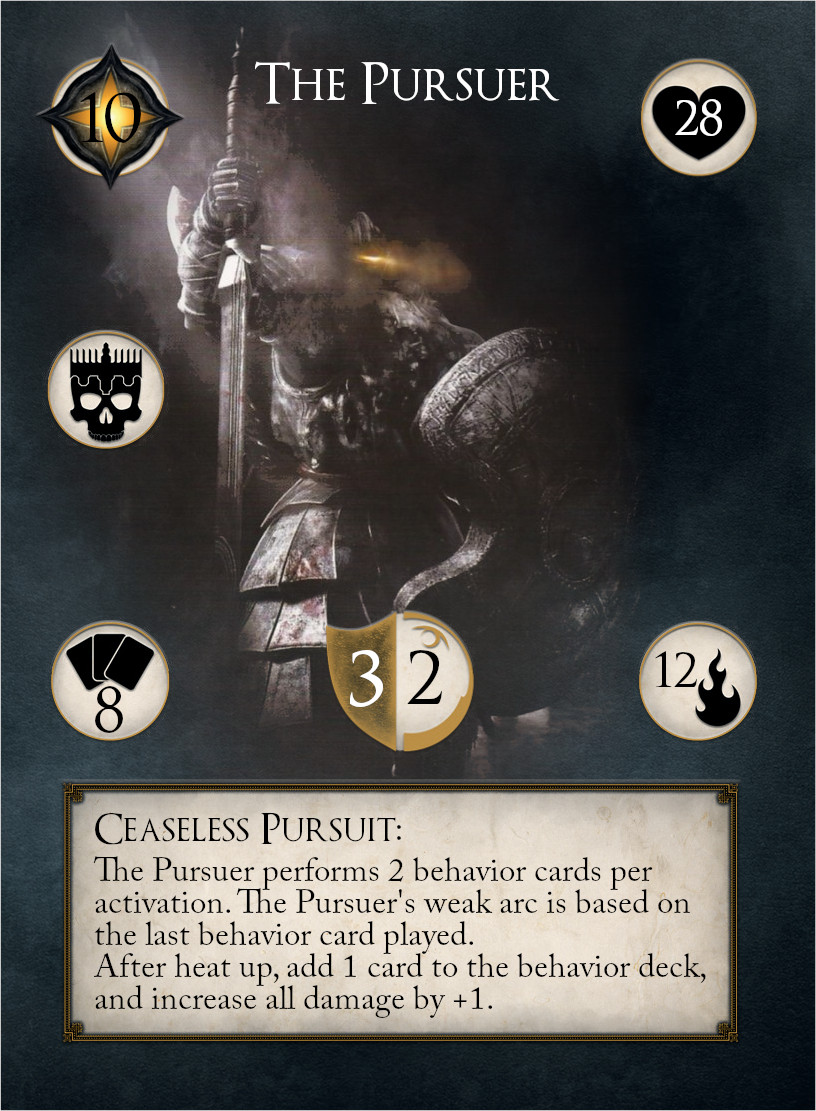 The Pursuer
10
28
8
3 2
12
Ceaseless Pursuit:
The Pursuer performs 2 behavior cards per
activation. The Pursuer's weak arc is based on
the last behavior card played.
After heat up, add 1 card to the behavior deck,
and increase all damage by +1.